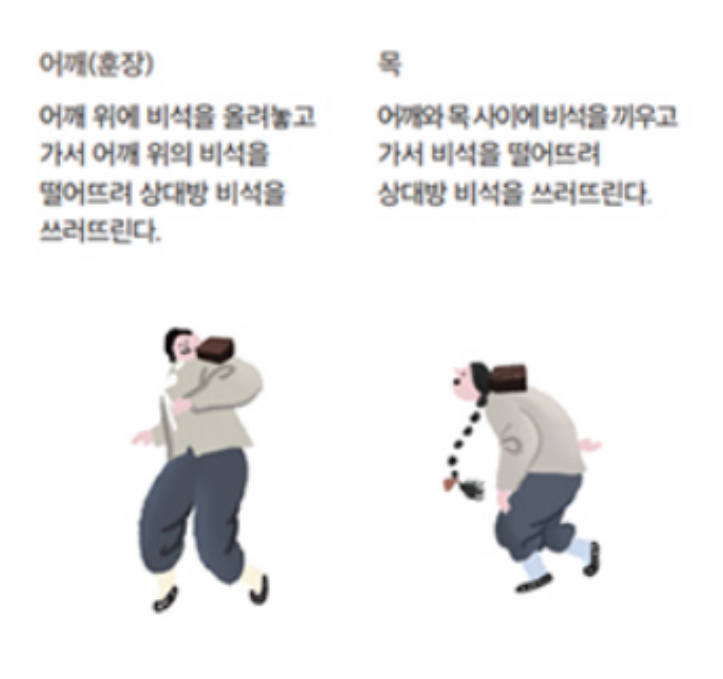 어깨(훈장)
어깨 위에 비석을 올려놓고
가서 어깨 위의 비석을
떨어뜨려 상대방 비석을
쓰러뜨린다.
목
어깨와 목 사이에 비석을 끼우고
가서 비석을 떨어뜨려
상대방 비석을 쓰러뜨린다.